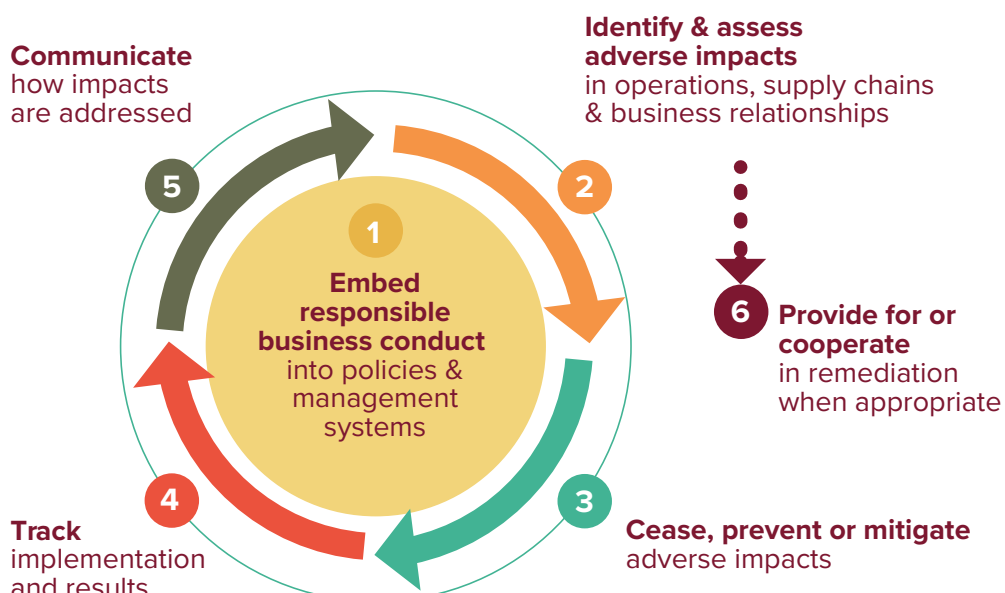 Communicate
how impacts
are addressed
5
Identify & assess
adverse impacts
in operations, supply chains
& business relationships
2
1
Embed
responsible
business conduct
into policies &
management
systems
6
Provide for or
cooperate
in remediation
when appropriate
4
Track
implementation
and results
3
Cease, prevent or mitigate
adverse impacts